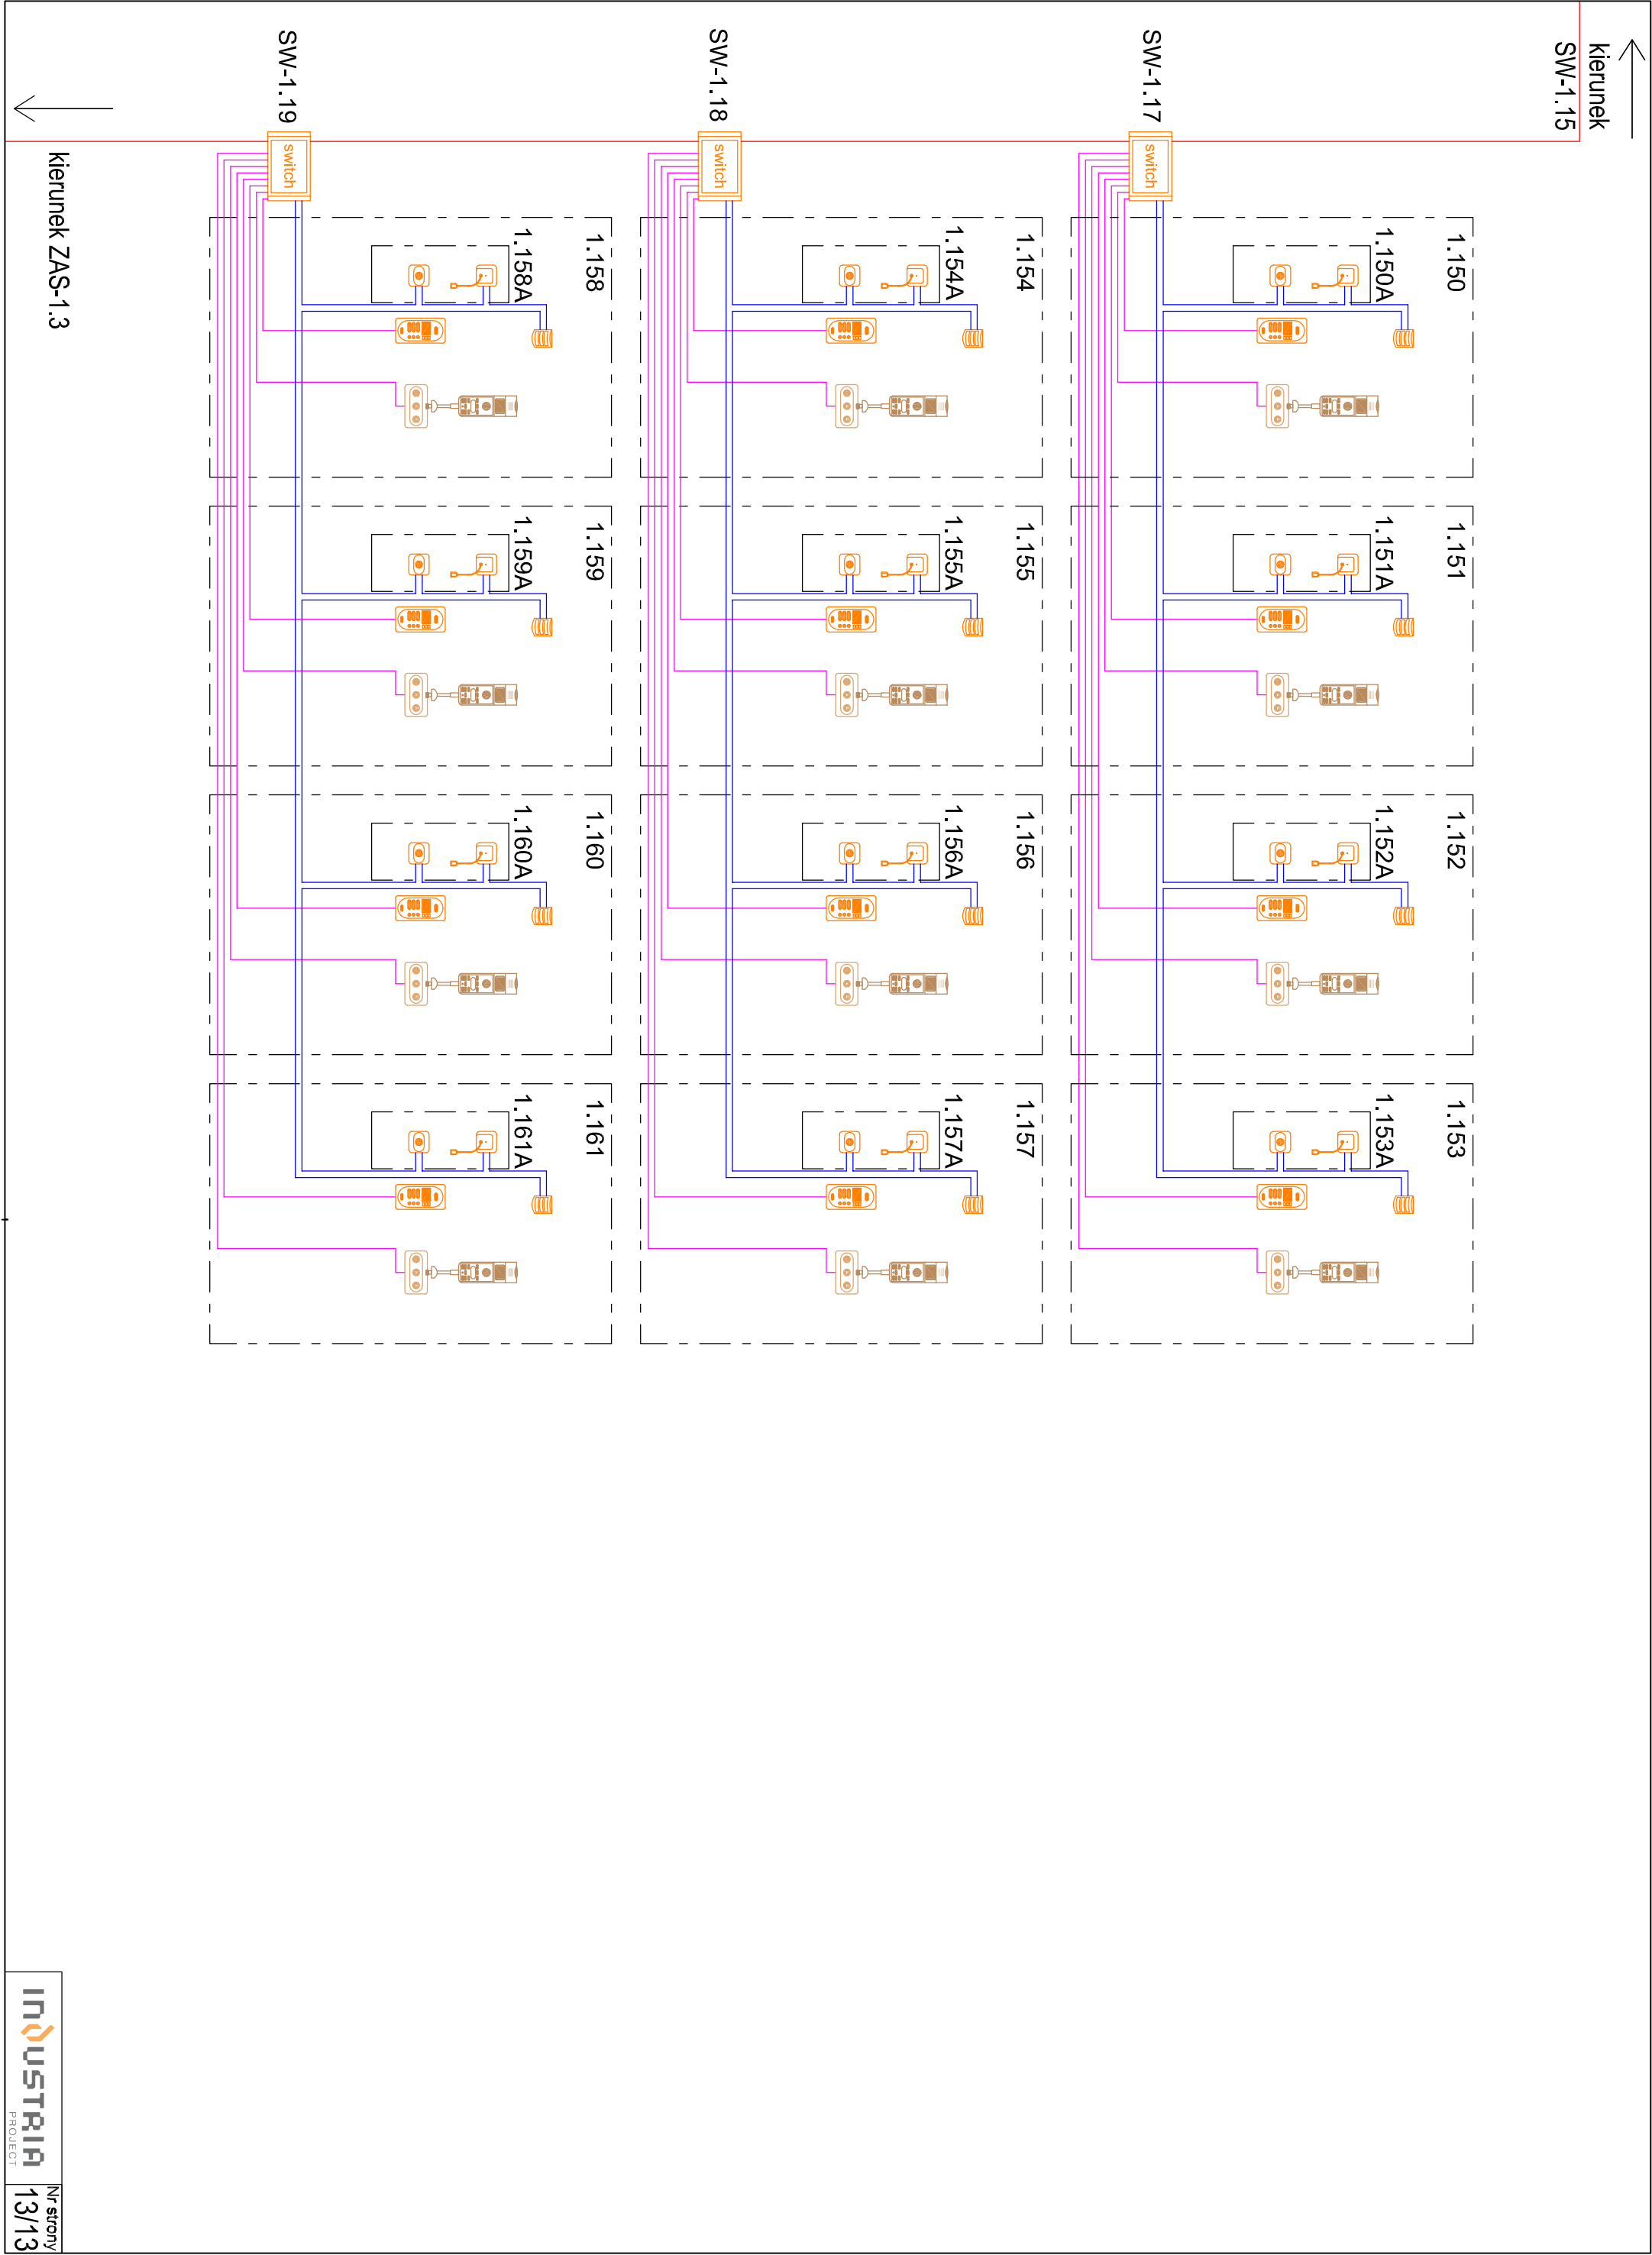 kierunek
SW-1.15
SW-1.17
switch
1.150
1.150A
1.151
1.151A
1.152
1.152A
1.153
1.153A
SW-1.18
switch
1.154
1.154A
1.155
1.155A
1.156
1.156A
1.157
1.157A
SW-1.19
switch
1.158
1.158A
1.159
1.159A
1.160
1.160A
1.161
1.161A
kierunek ZAS-1.3
INDUSTRIA
PROJECT
Nr strony
13/13